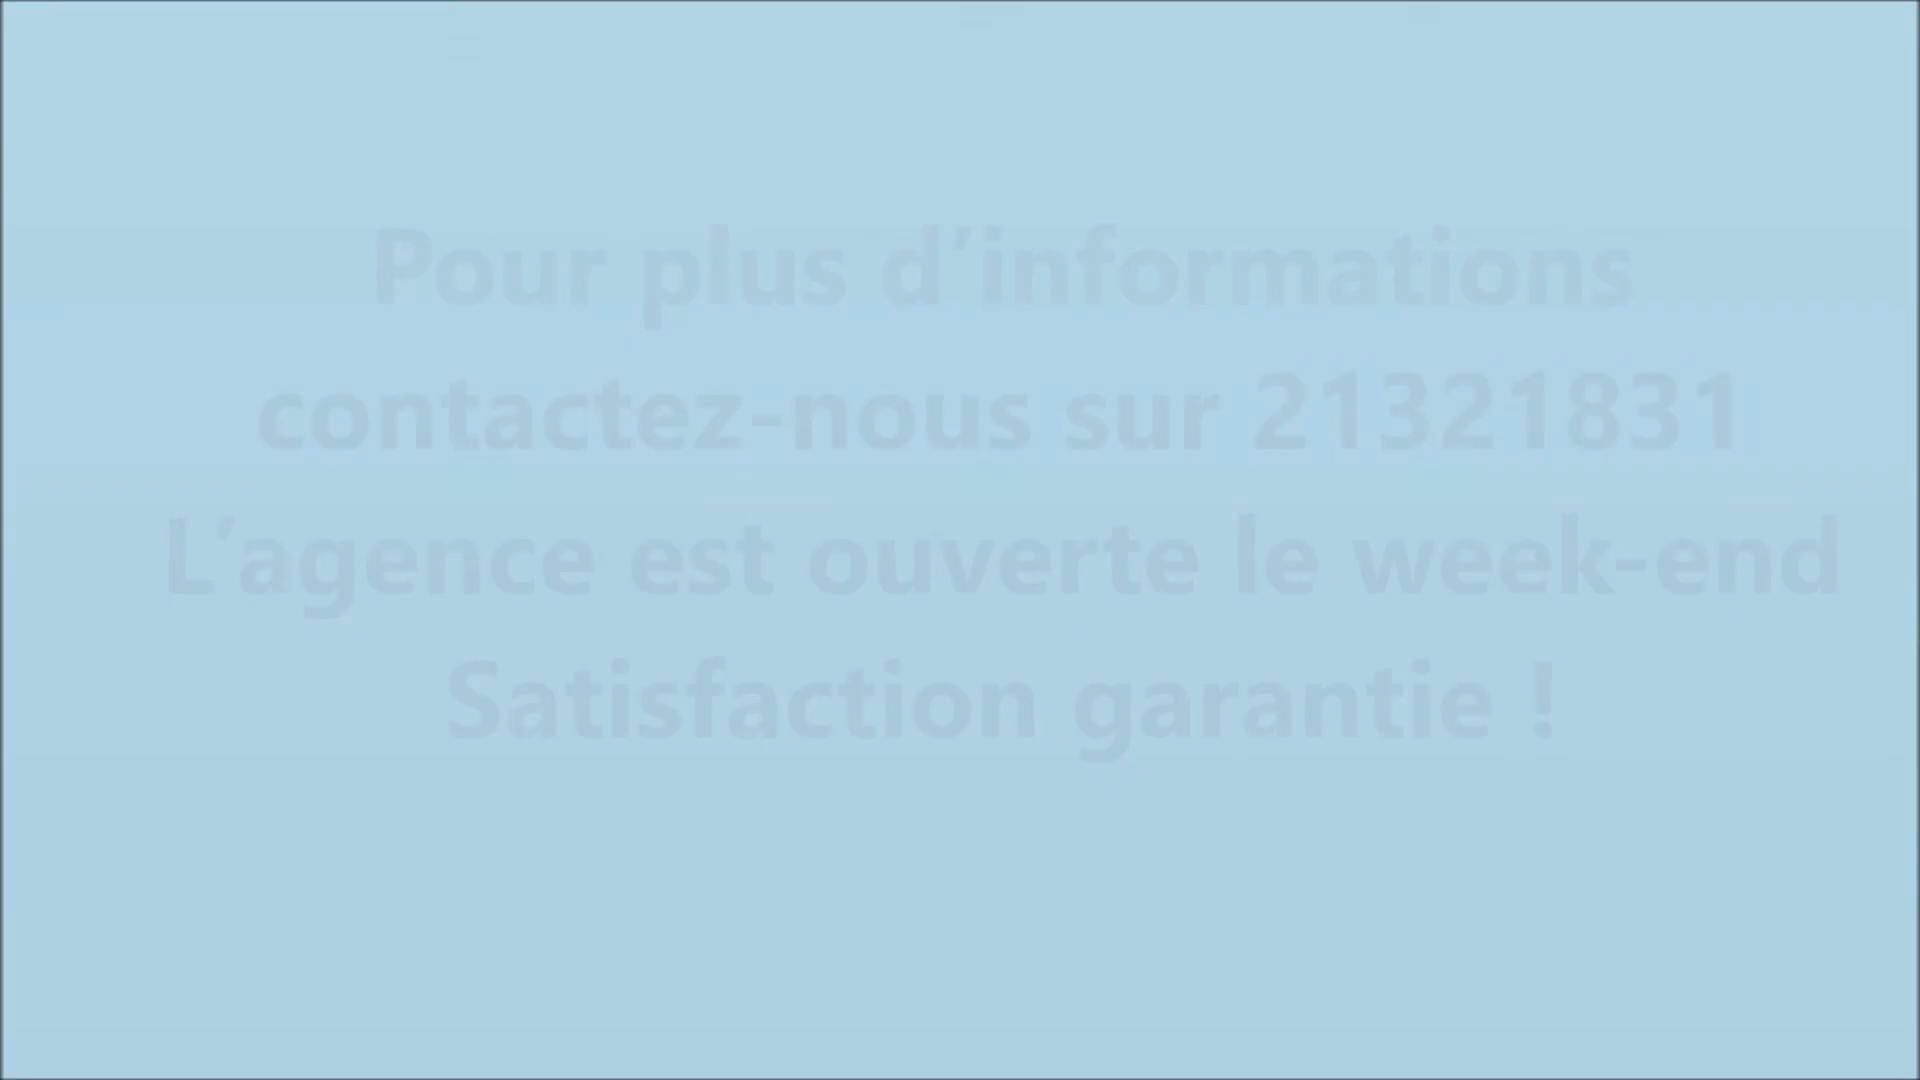 Pour plus d’informations
contactez-nous sur 21321831
L’agence est ouverte le week-end
Satisfaction garantie !